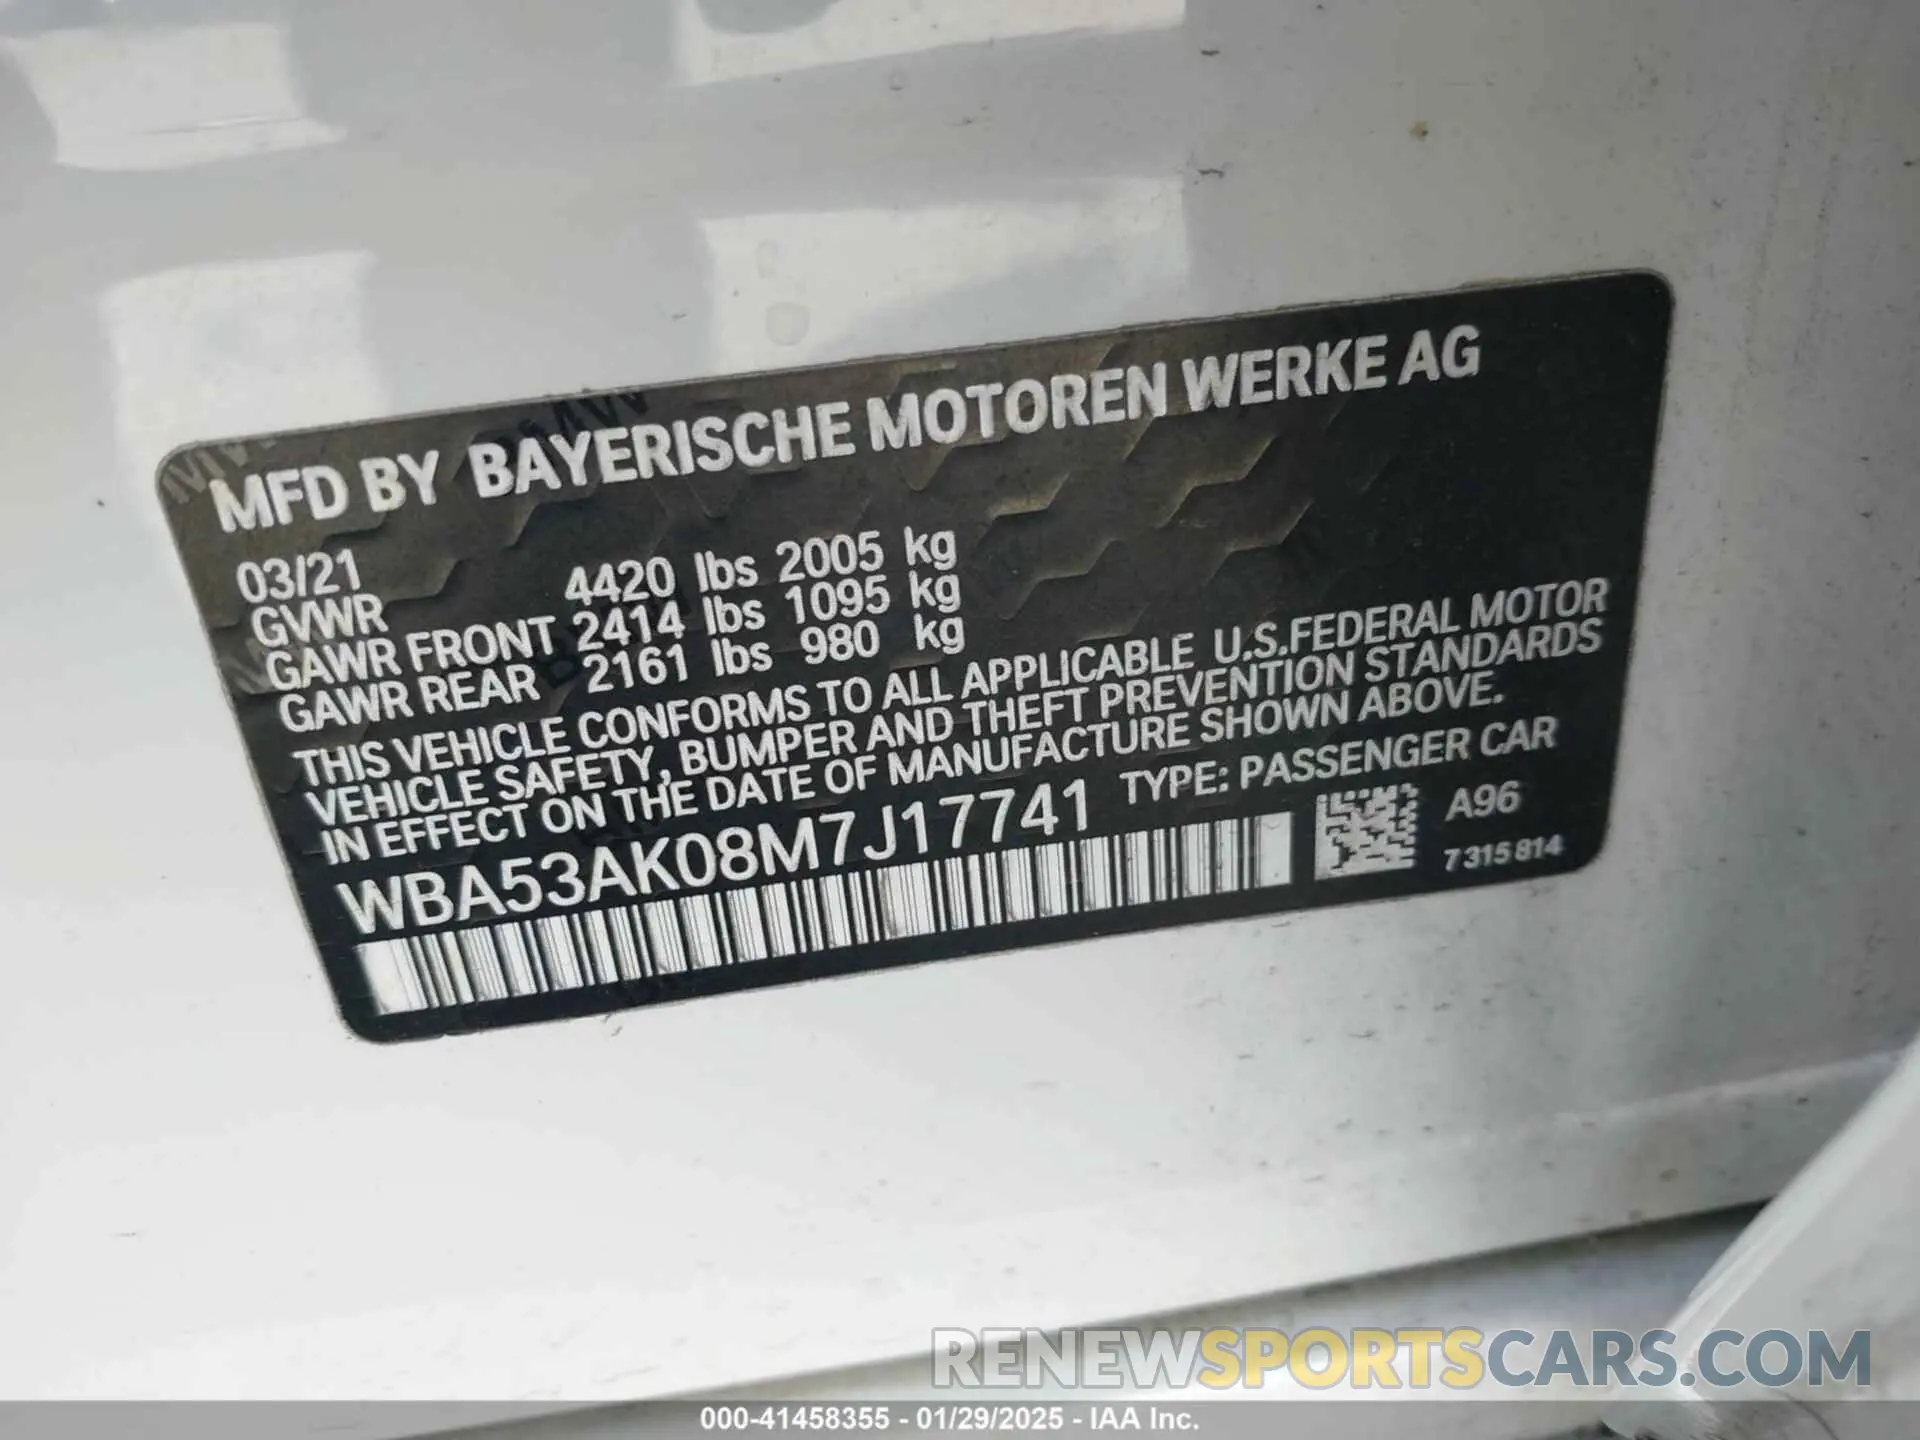 MFD BY BAYERISCHE MOTOREN WERKE AG
03/21
GVWR 4420 lbs 2005 kg
GAWR FRONT 2414 lbs 1095 kg
GAWR REAR 2161 lbs 980 kg
THIS VEHICLE CONFORMS TO ALL APPLICABLE U.S.FEDERAL MOTOR
VEHICLE SAFETY, BUMPER AND THEFT PREVENTION STANDARDS
IN EFFECT ON THE DATE OF MANUFACTURE SHOWN ABOVE.
WBA53AK08M7J17741 TYPE: PASSENGER CAR
A96
7 315 814
RENEWSPORTSCARS.COM
000-41458355 - 01/29/2025 - IAA Inc.